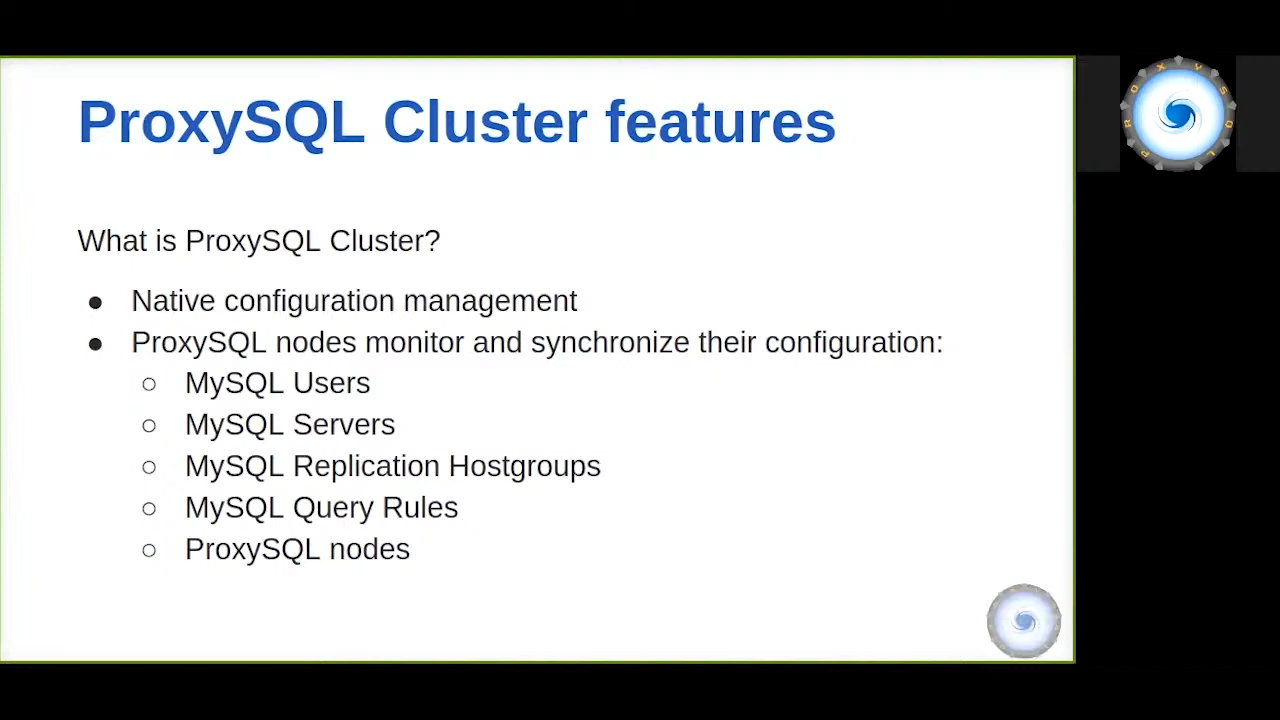 ProxySQL Cluster features
What is ProxySQL Cluster?
● Native configuration management
● ProxySQL nodes monitor and synchronize their configuration:
○ MySQL Users
○ MySQL Servers
○ MySQL Replication Hostgroups
○ MySQL Query Rules
○ ProxySQL nodes
PROXYSQL